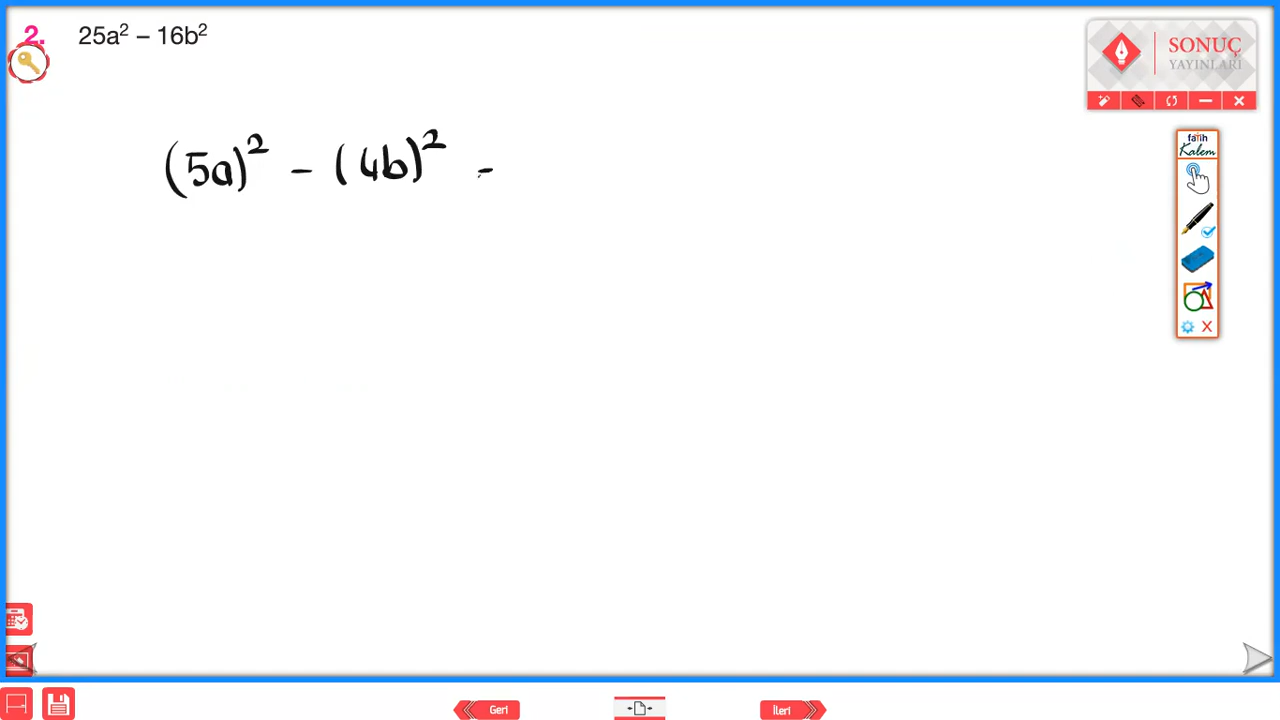 2. 25a² – 16b²
SONUÇ
YAYINLARI
fatih
Kalem
(5a)² - (4b)² =
Geri
İleri